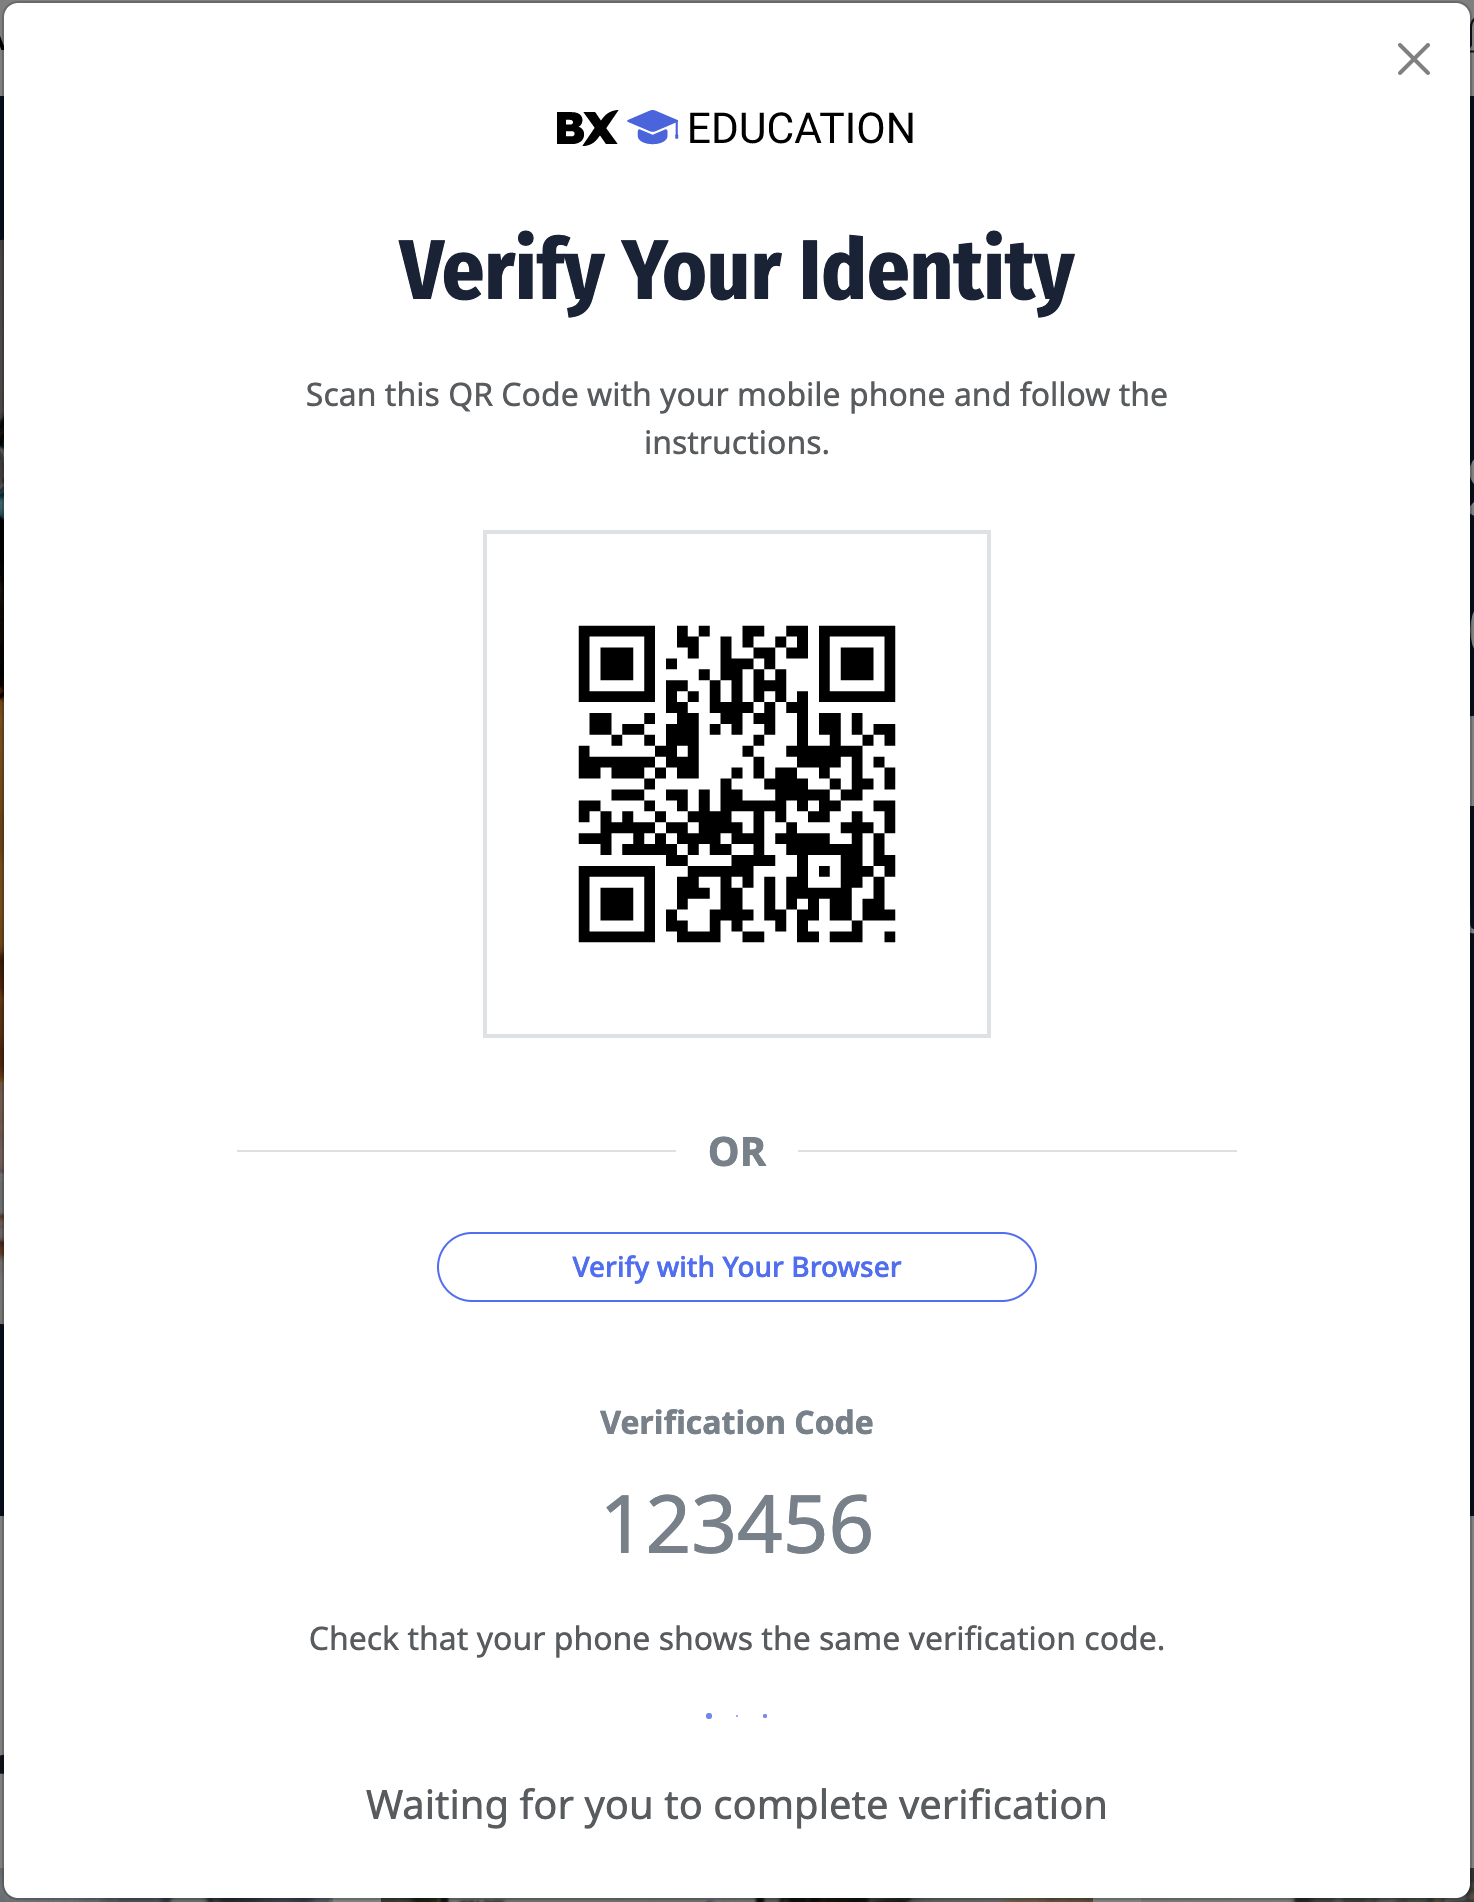 BX EDUCATION
Verify Your Identity
Scan this QR Code with your mobile phone and follow the
instructions.
OR
Verify with Your Browser
Verification Code
123456
Check that your phone shows the same verification code.
Waiting for you to complete verification